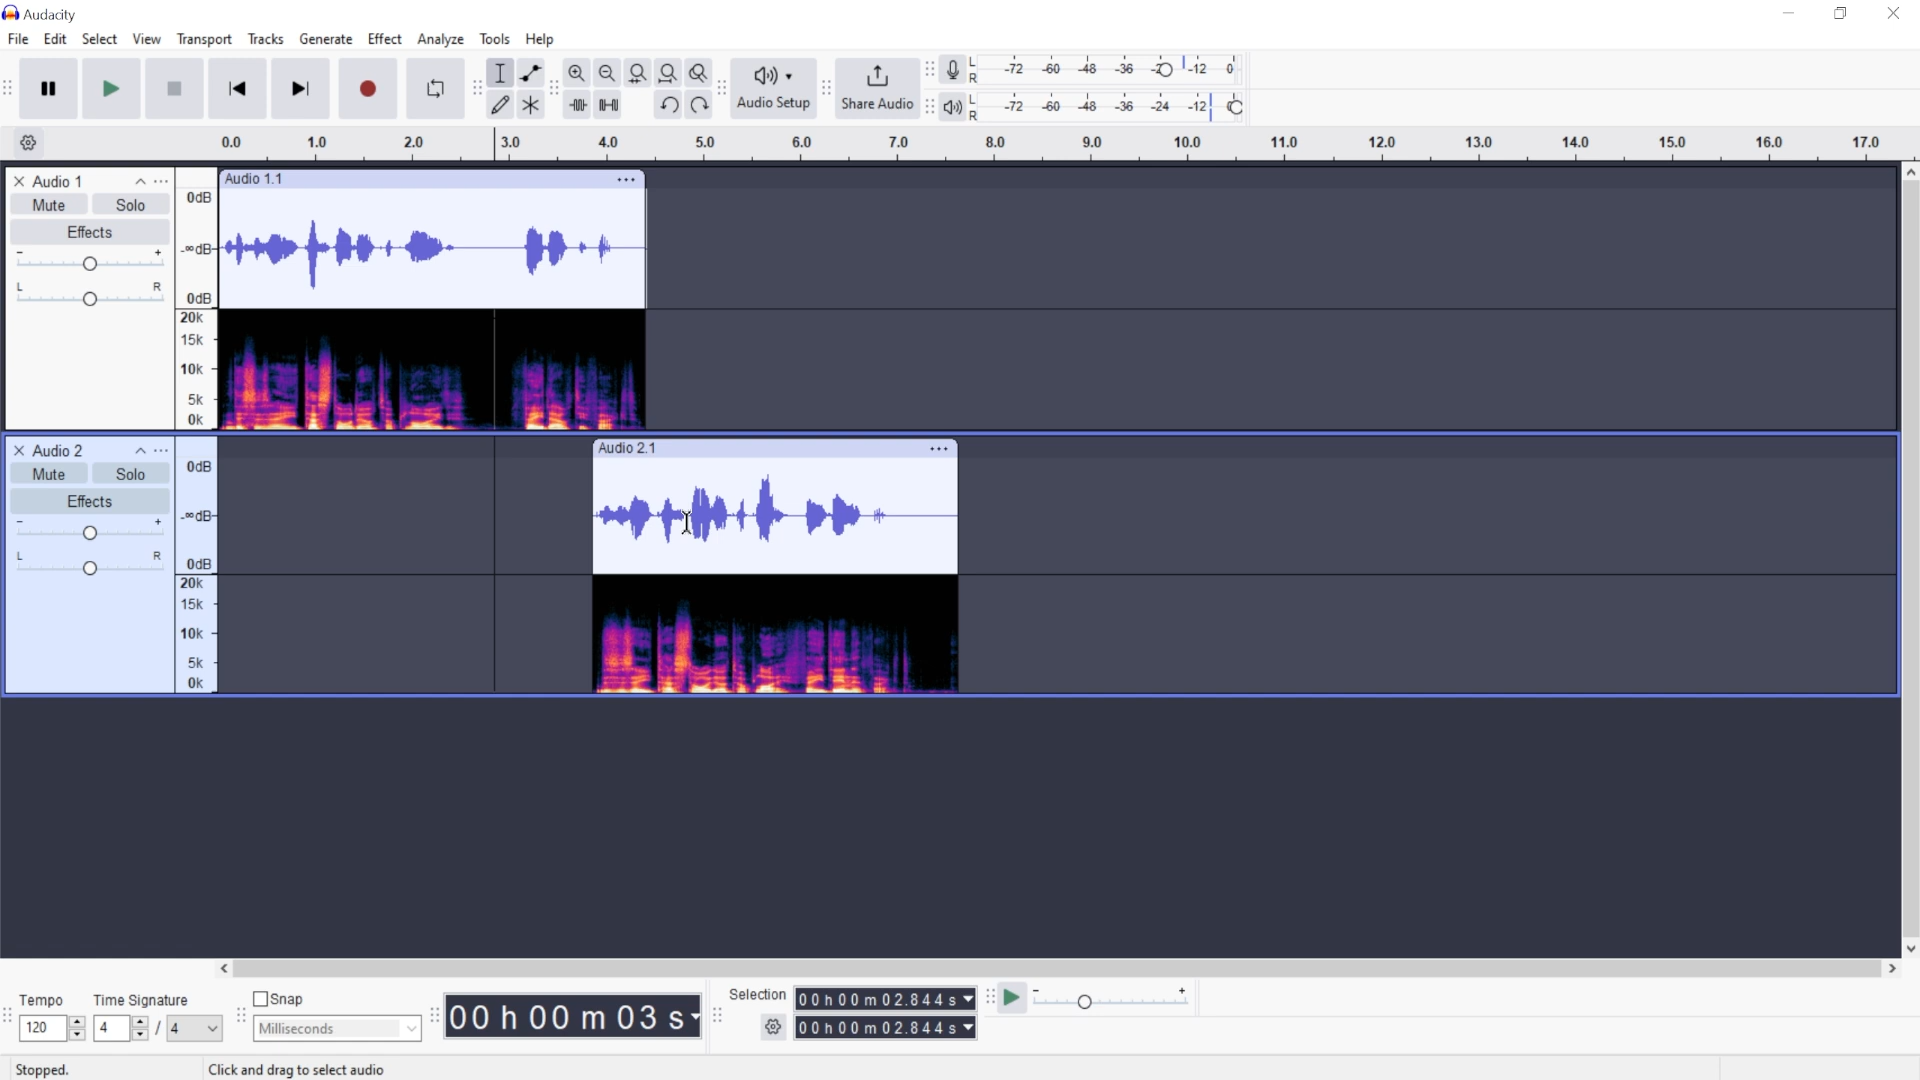 Audacity
File Edit Select View Transport Tracks Generate Effect Analyze Tools Help
Audio Setup
Share Audio
L R -72 -60 -48 -36 -12 0
L R -72 -60 -48 -36 -24 -12
0.0 1.0 2.0 3.0 4.0 5.0 6.0 7.0 8.0 9.0 10.0 11.0 12.0 13.0 14.0 15.0 16.0 17.0
Audio 1
Mute Solo
Effects
- +
L R
0dB
-∞dB
0dB
20k
15k
10k
5k
0k
Audio 1.1
Audio 2
Mute Solo
Effects
- +
L R
0dB
-∞dB
0dB
20k
15k
10k
5k
0k
Audio 2.1
Tempo
120
Time Signature
4 / 4
Snap
Milliseconds
00 h 00 m 03 s
Selection
00 h 00 m 02.844 s
00 h 00 m 02.844 s
- +
Stopped.
Click and drag to select audio